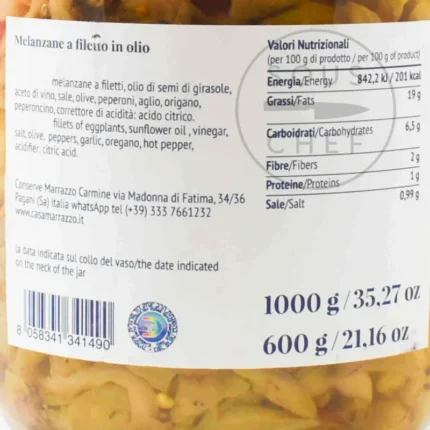 Melanzane a filetto in olio
melanzane a filetti, olio di semi di girasole,
aceto di vino, sale, olive, peperoni, aglio, origano,
peperoncino, correttore di acidità: acido citrico.
fillets of eggplants, sunflower oil, vinegar,
salt, olive, peppers, garlic, oregano, hot pepper,
acidifier: citric acid.
Conserve Marrazzo Carmine via Madonna di Fatima, 34/36
Pagani (Sa) italia whatsApp tel (+39) 333 7661232
www.casamarrazzo.it
la data indicata sul collo del vaso/the date indicated
on the neck of the jar
8 058341 341490
Valori Nutrizionali
(per 100 g di prodotto / per 100 g of product)
Energia/Energy 842,2 kJ / 201 kcal
Grassi/Fats 19 g
Carboidrati/Carbohydrates 6,5 g
Fibre/Fibers 2 g
Proteine/Proteins 1 g
Sale/Salt 0,99 g
SOUS CHEF
1000 g / 35,27 oz
600 g / 21,16 oz